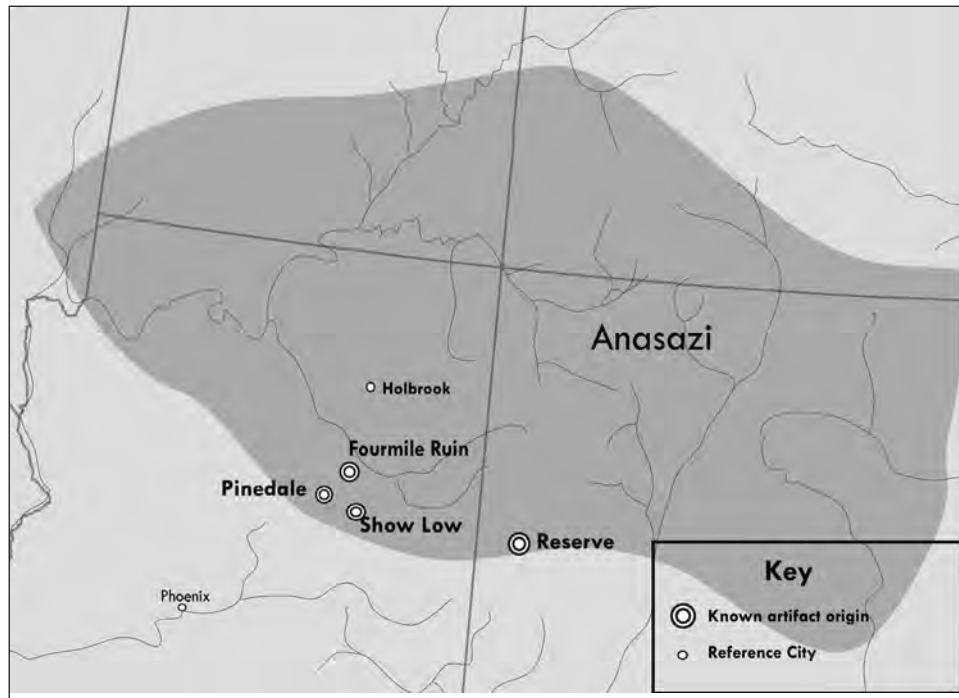 Anasazi
Holbrook
Fourmile Ruin
Pinedale
Show Low
Reserve
Phoenix
Key
Known artifact origin
Reference City